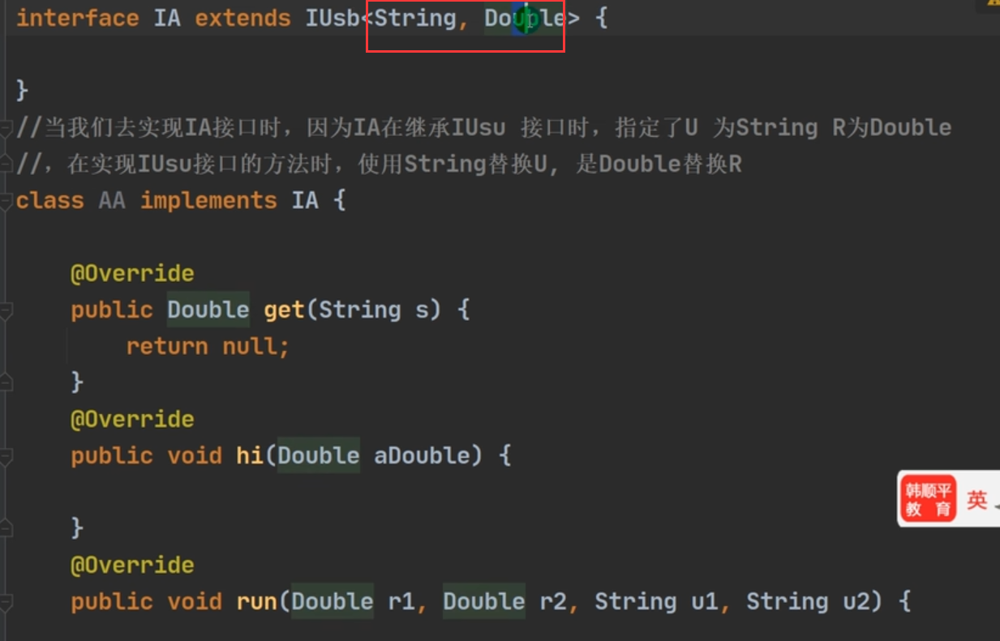 interface IA extends IUsb<String, Double> {
}
//当我们去实现IA接口时，因为IA在继承IUsu 接口时，指定了U 为String R为Double
//，在实现IUsu接口的方法时，使用String替换U, 是Double替换R
class AA implements IA {
@Override
public Double get(String s) {
return null;
}
@Override
public void hi(Double aDouble) {
}
@Override
public void run(Double r1, Double r2, String u1, String u2) {
韩顺平
教 育
英